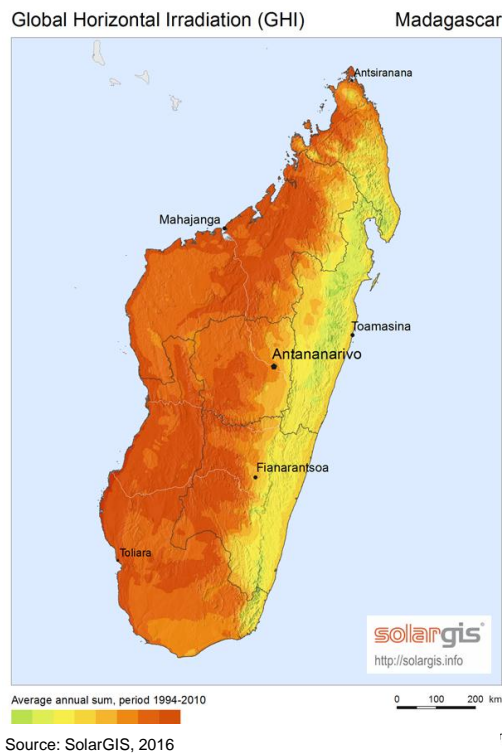 Global Horizontal Irradiation (GHI) Madagascar
Antsiranana
Mahajanga
Toamasina
Antananarivo
Fianarantsoa
Toliara
solargis
http://solargis.info
Average annual sum, period 1994-2010
0 100 200 km
Source: SolarGIS, 2016